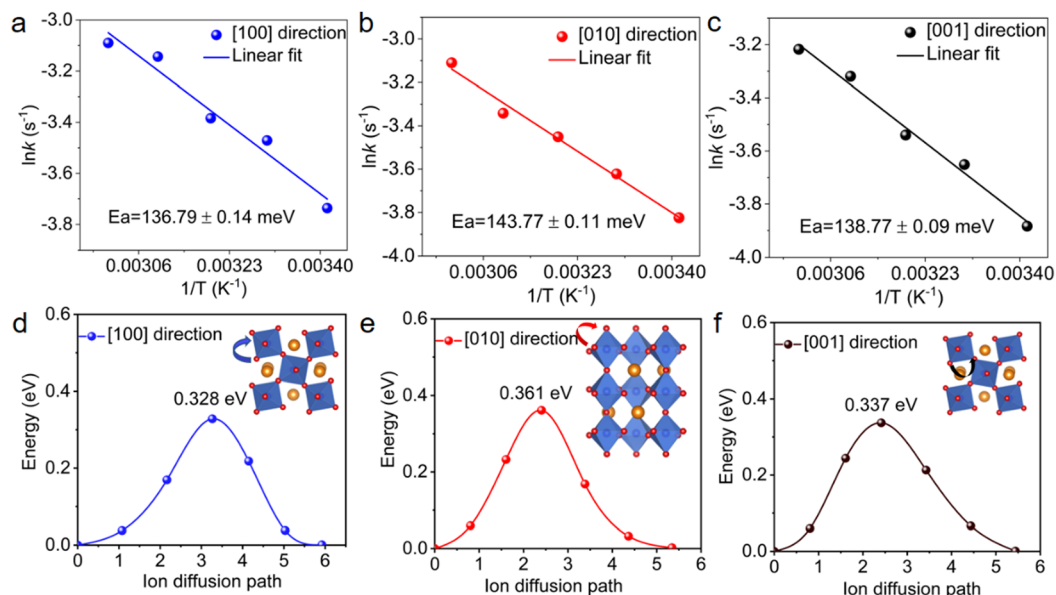 a
-3.0
-3.2
-3.4
-3.6
-3.8
lnk (s⁻¹)
[100] direction
Linear fit
Ea=136.79 ± 0.14 meV
0.00306 0.00323 0.00340
1/T (K⁻¹)
b
-3.0
-3.2
-3.4
-3.6
-3.8
-4.0
lnk (s⁻¹)
[010] direction
Linear fit
Ea=143.77 ± 0.11 meV
0.00306 0.00323 0.00340
1/T (K⁻¹)
c
-3.2
-3.4
-3.6
-3.8
-4.0
lnk (s⁻¹)
[001] direction
Linear fit
Ea=138.77 ± 0.09 meV
0.00306 0.00323 0.00340
1/T (K⁻¹)
d
0.6
0.4
0.2
0.0
Energy (eV)
[100] direction
0.328 eV
0 1 2 3 4 5 6
Ion diffusion path
e
0.6
0.4
0.2
0.0
Energy (eV)
[010] direction
0.361 eV
0 1 2 3 4 5 6
Ion diffusion path
f
0.6
0.4
0.2
0.0
Energy (eV)
[001] direction
0.337 eV
0 1 2 3 4 5 6
Ion diffusion path